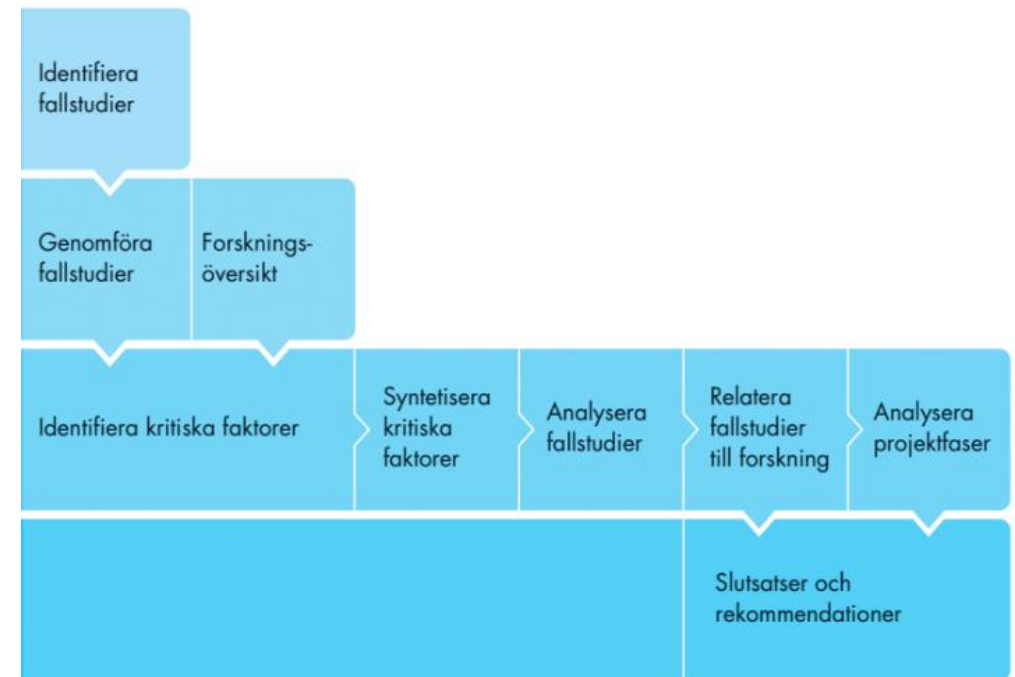 Identifiera
fallstudier
Genomföra
fallstudier
Forsknings-
översikt
Identifiera kritiska faktorer
Syntetisera
kritiska
faktorer
Analysera
fallstudier
Relatera
fallstudier
till forskning
Analysera
projektfaser
Slutsatser och
rekommendationer